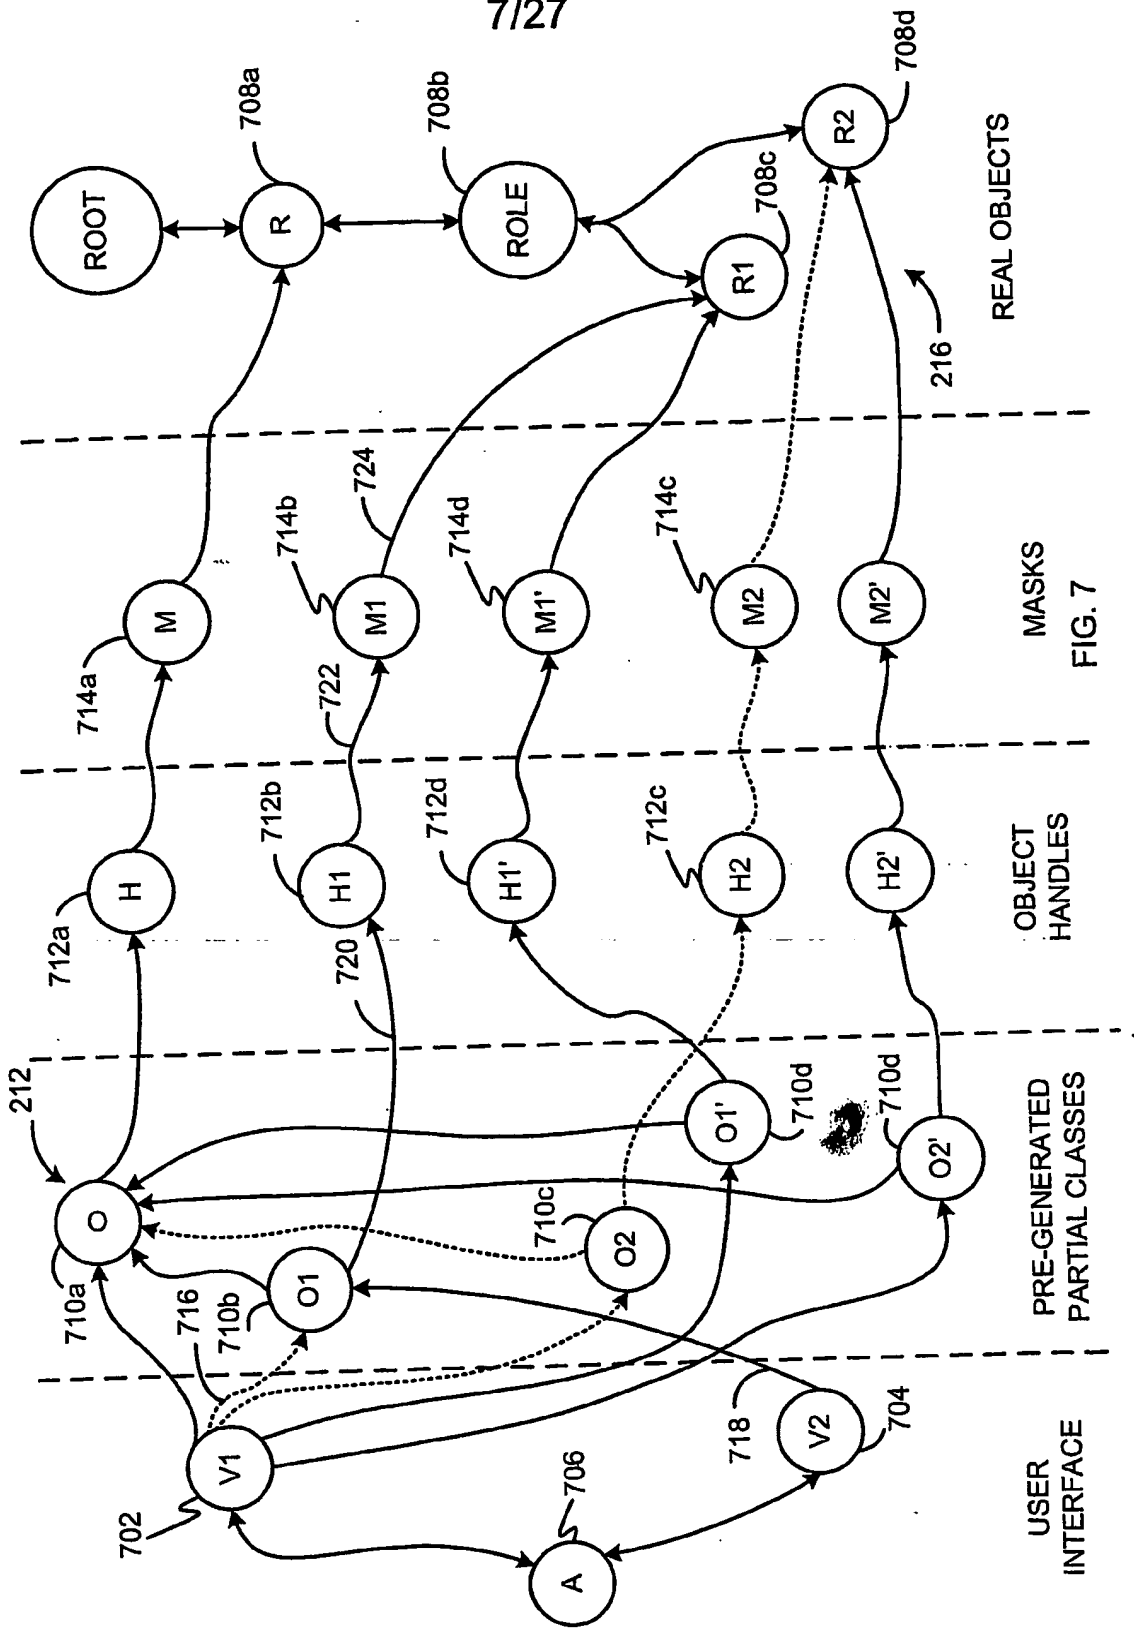 7/27
ROOT
R
708a
ROLE
708b
R1
708c
R2
708d
216
REAL OBJECTS
M
714a
M1
714b
724
M1'
714d
M2
714c
M2'
MASKS
FIG. 7
H
712a
H1
712b
722
H1'
712d
H2
712c
H2'
OBJECT
HANDLES
212
O
710a
O1
710b
720
O2
710c
O1'
710d
O2'
710d
PRE-GENERATED
PARTIAL CLASSES
716
V1
702
A
706
V2
704
718
USER
INTERFACE